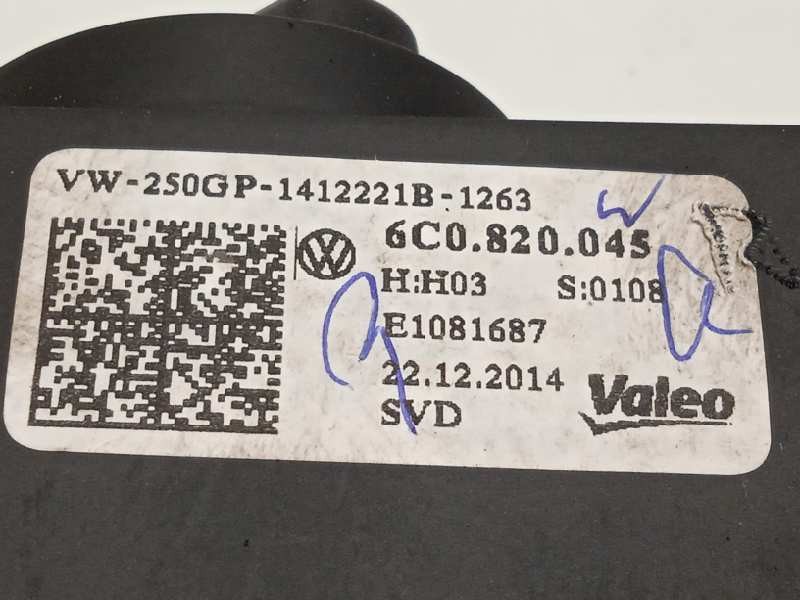 VW-250GP-1412221B-1263
6C0.820.045
H:H03 S:0108
E1081687
22.12.2014
SVD
Valeo